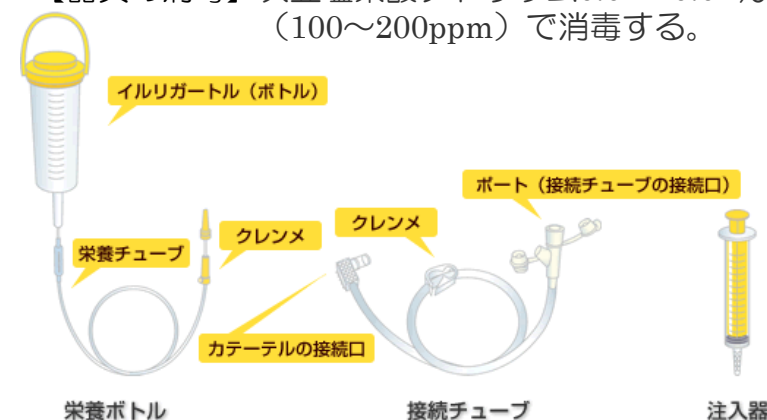 （100～200ppm）で消毒する。
イルリガートル（ボトル）
ポート（接続チューブの接続口）
クレンメ
クレンメ
栄養チューブ
カテーテルの接続口
栄養ボトル
接続チューブ
注入器